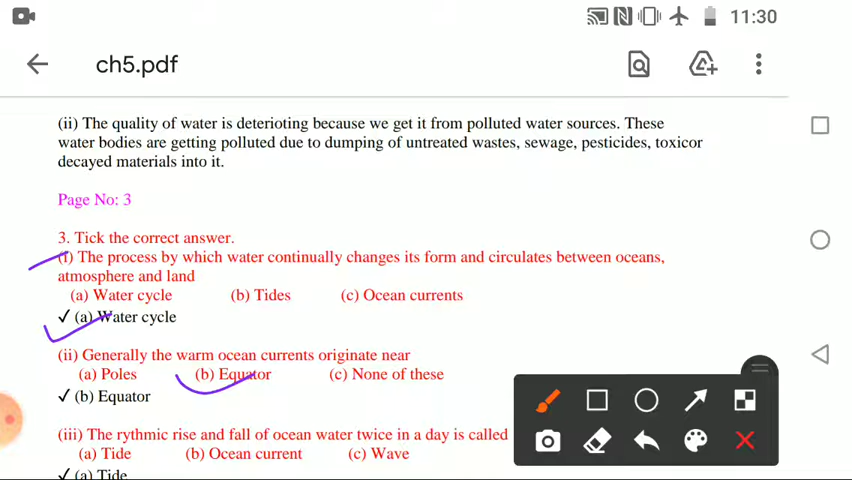 11:30
ch5.pdf
(ii) The quality of water is deterioting because we get it from polluted water sources. These
water bodies are getting polluted due to dumping of untreated wastes, sewage, pesticides, toxicor
decayed materials into it.
Page No: 3
3. Tick the correct answer.
(i) The process by which water continually changes its form and circulates between oceans,
atmosphere and land
(a) Water cycle (b) Tides (c) Ocean currents
✓ (a) Water cycle
(ii) Generally the warm ocean currents originate near
(a) Poles (b) Equator (c) None of these
✓ (b) Equator
(iii) The rythmic rise and fall of ocean water twice in a day is called
(a) Tide (b) Ocean current (c) Wave
✓ (a) Tide